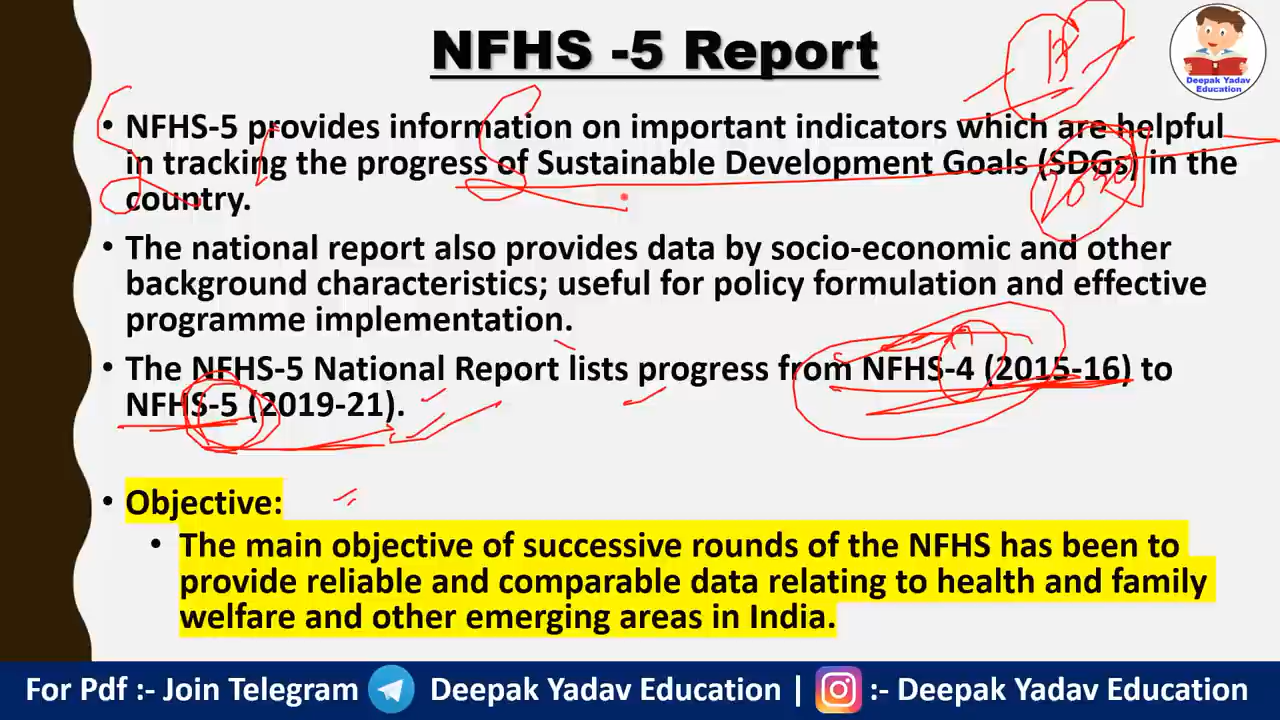 NFHS -5 Report
Deepak Yadav
Education
17
• NFHS-5 provides information on important indicators which are helpful
in tracking the progress of Sustainable Development Goals (SDGs) in the
country.
2030
• The national report also provides data by socio-economic and other
background characteristics; useful for policy formulation and effective
programme implementation.
• The NFHS-5 National Report lists progress from NFHS-4 (2015-16) to
NFHS-5 (2019-21).
• Objective:
• The main objective of successive rounds of the NFHS has been to
provide reliable and comparable data relating to health and family
welfare and other emerging areas in India.
For Pdf :- Join Telegram Deepak Yadav Education | :- Deepak Yadav Education